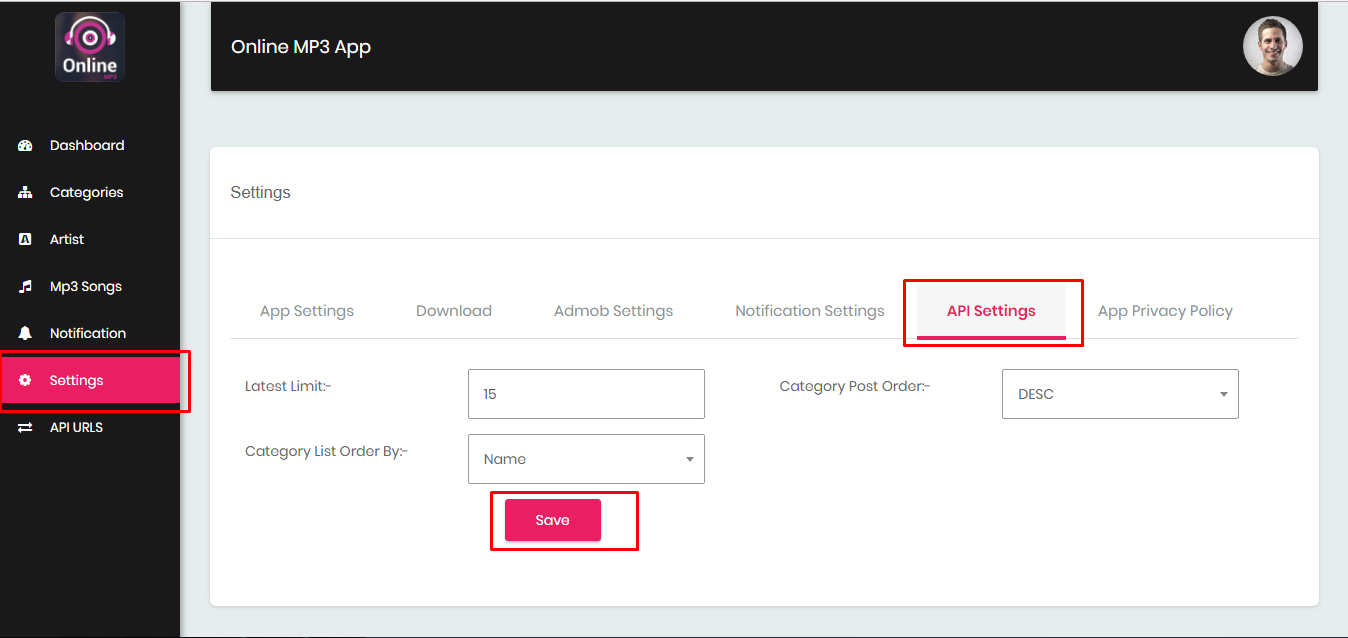 Online
MP3
Online MP3 App
Dashboard
Categories
Artist
Mp3 Songs
Notification
Settings
API URLS
Settings
App Settings Download Admob Settings Notification Settings API Settings App Privacy Policy
Latest Limit:- 15 Category Post Order:- DESC
Category List Order By:- Name
Save